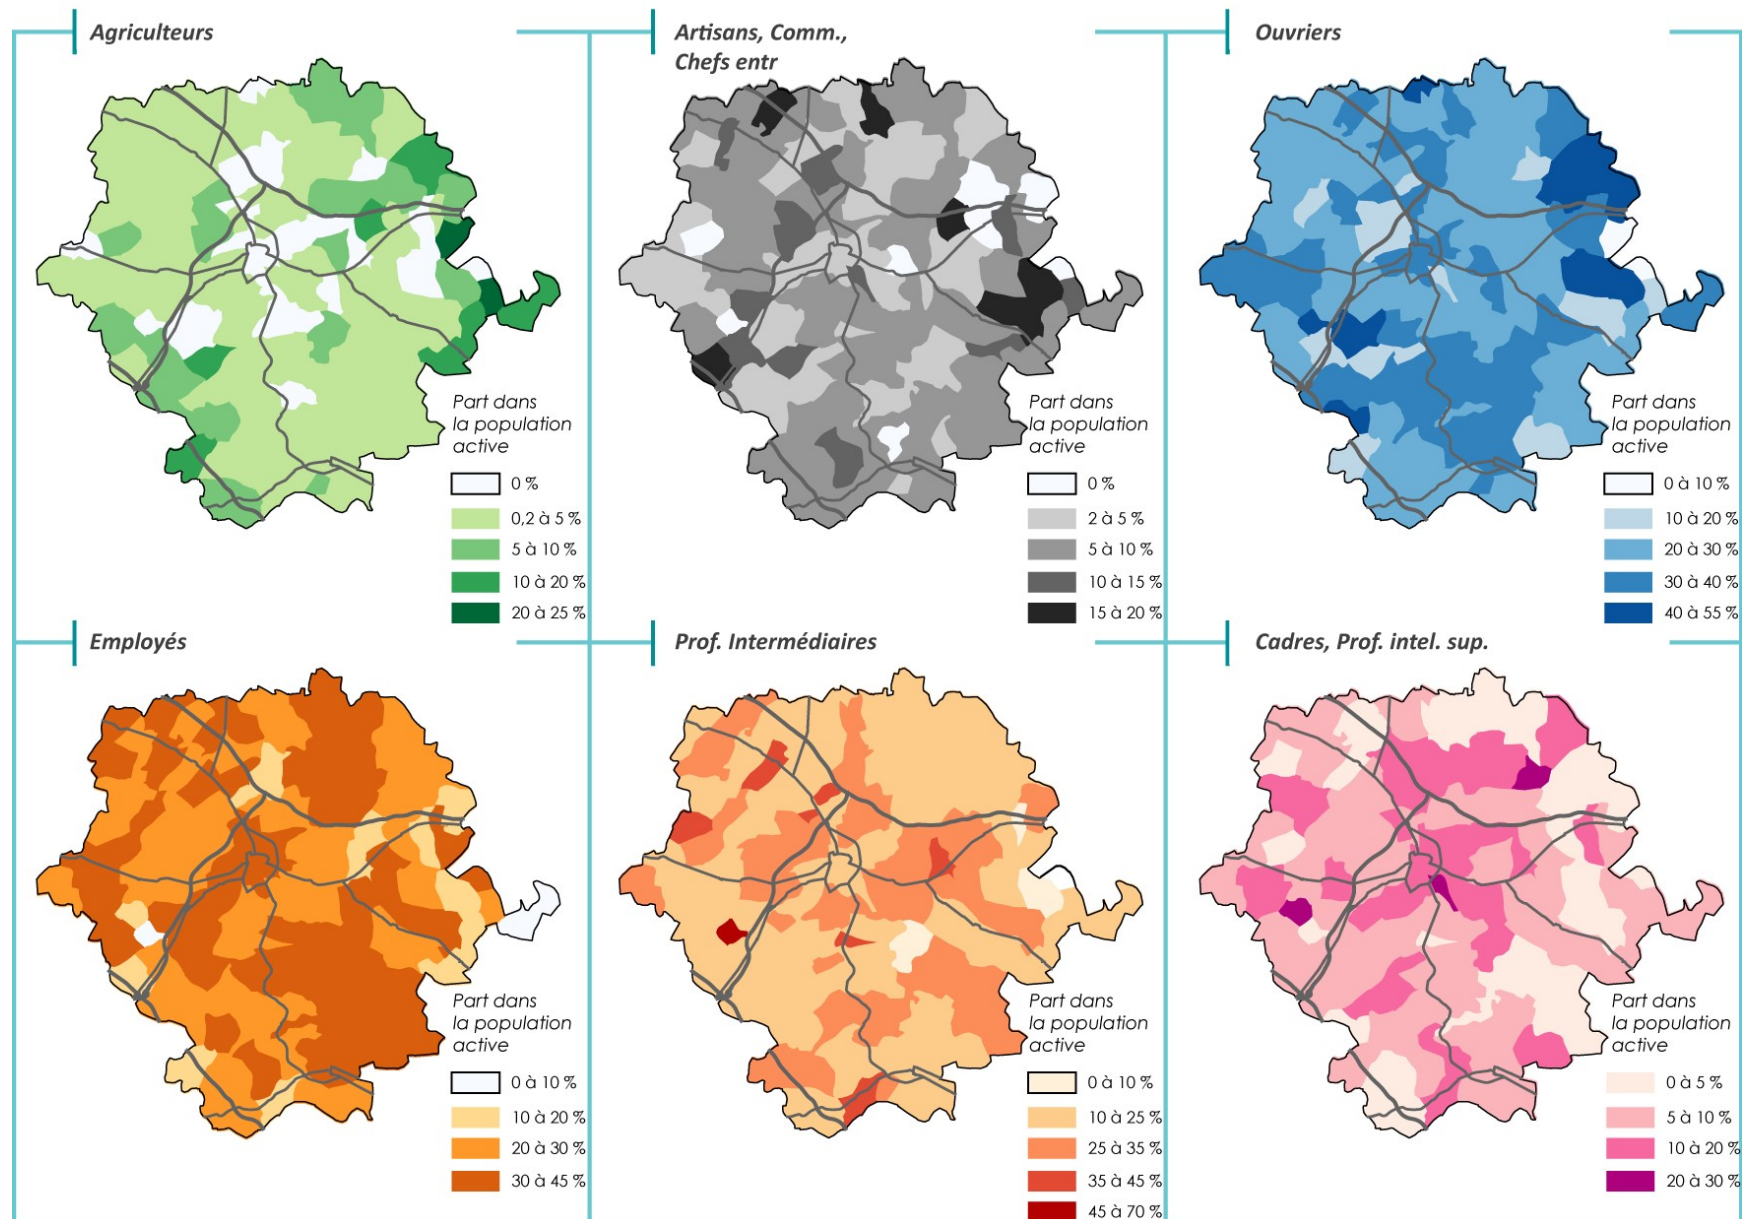 Agriculteurs
Part dans
la population
active
0 %
0,2 à 5 %
5 à 10 %
10 à 20 %
20 à 25 %
Artisans, Comm.,
Chefs entr
Part dans
la population
active
0 %
2 à 5 %
5 à 10 %
10 à 15 %
15 à 20 %
Ouvriers
Part dans
la population
active
0 à 10 %
10 à 20 %
20 à 30 %
30 à 40 %
40 à 55 %
Employés
Part dans
la population
active
0 à 10 %
10 à 20 %
20 à 30 %
30 à 45 %
Prof. Intermédiaires
Part dans
la population
active
0 à 10 %
10 à 25 %
25 à 35 %
35 à 45 %
45 à 70 %
Cadres, Prof. intel. sup.
Part dans
la population
active
0 à 5 %
5 à 10 %
10 à 20 %
20 à 30 %